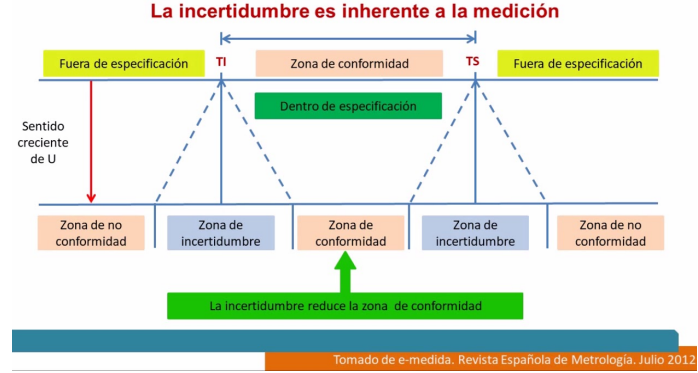 La incertidumbre es inherente a la medición
Fuera de especificación
TI
Zona de conformidad
TS
Fuera de especificación
Dentro de especificación
Sentido
creciente
de U
Zona de no
conformidad
Zona de
incertidumbre
Zona de
conformidad
Zona de
incertidumbre
Zona de no
conformidad
La incertidumbre reduce la zona de conformidad
Tomado de e-medida. Revista Española de Metrología. Julio 2012